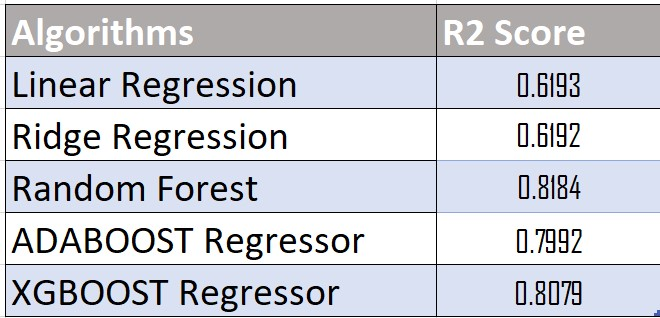 Algorithms R2 Score
Linear Regression 0.6193
Ridge Regression 0.6192
Random Forest 0.8184
ADABOOST Regressor 0.7992
XGBOOST Regressor 0.8079